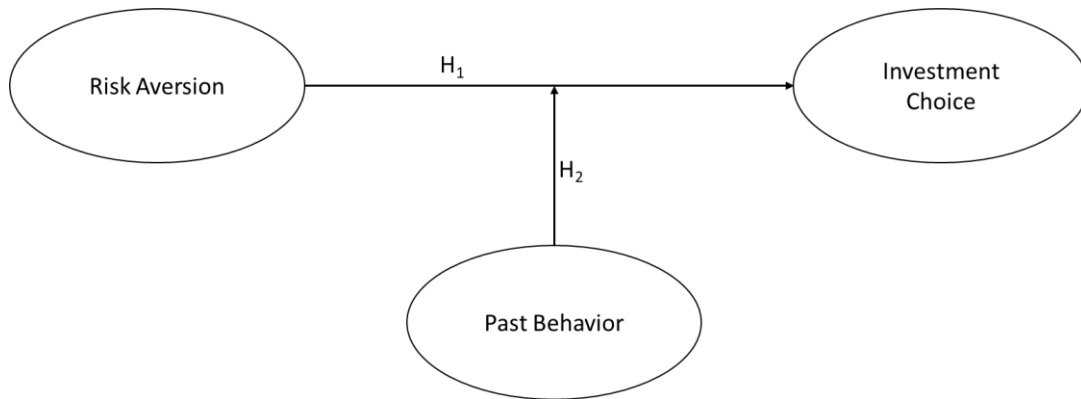 Risk Aversion
H₁
Investment
Choice
H₂
Past Behavior